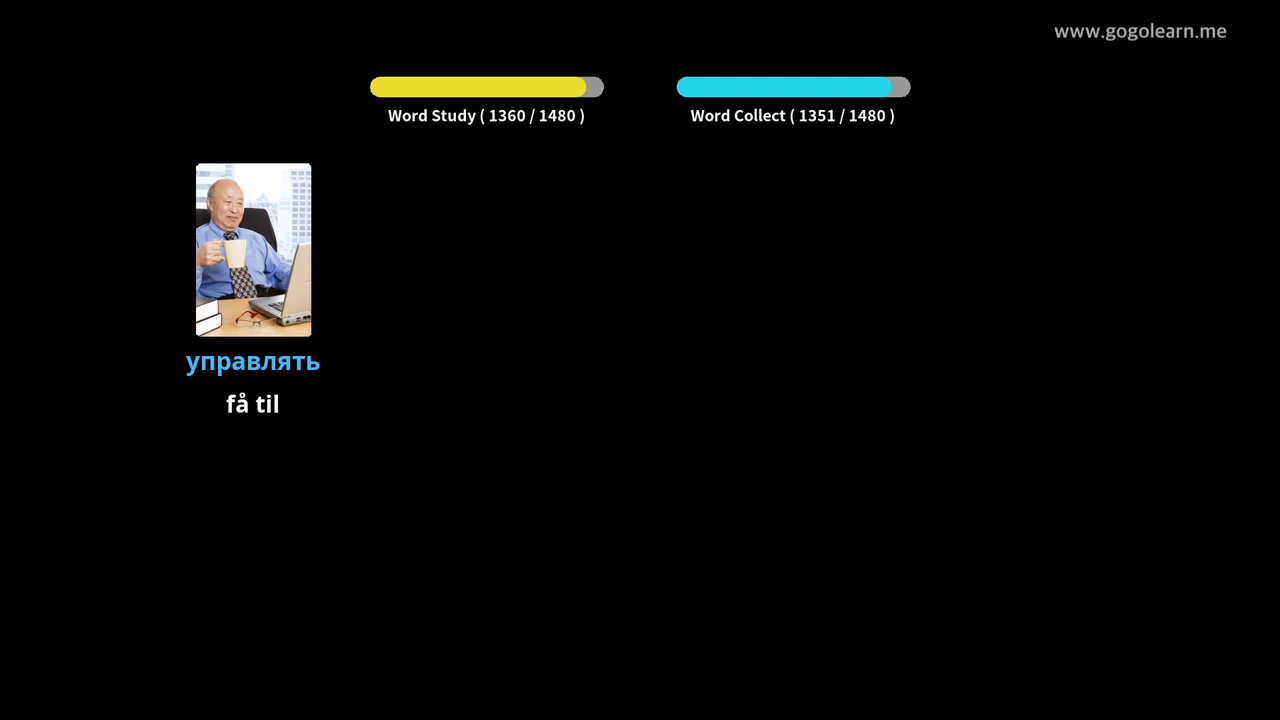 www.gogolearn.me
Word Study ( 1360 / 1480 )
Word Collect ( 1351 / 1480 )
управлять
få til